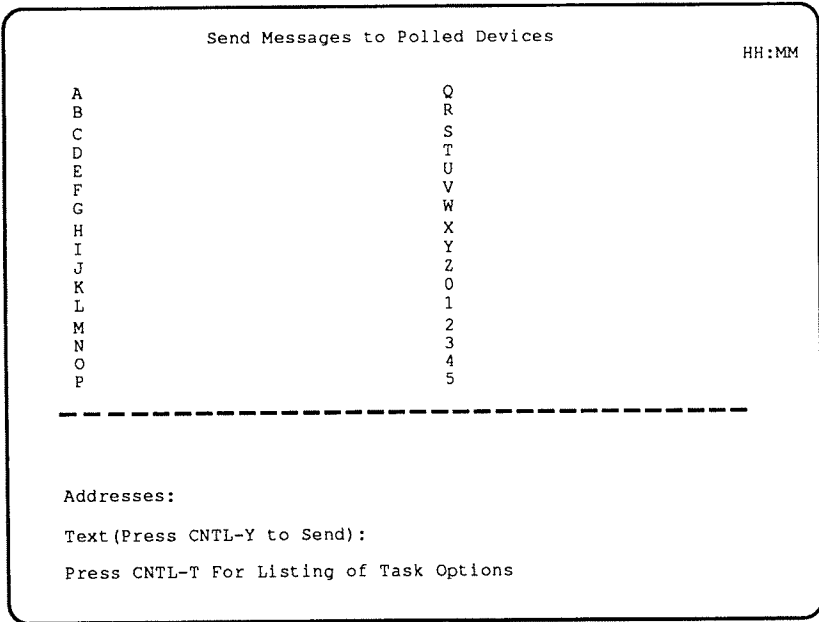 Send Messages to Polled Devices
HH:MM
A Q
B R
C S
D T
E U
F V
G W
H X
I Y
J Z
K 0
L 1
M 2
N 3
O 4
P 5
Addresses:
Text(Press CNTL-Y to Send):
Press CNTL-T For Listing of Task Options